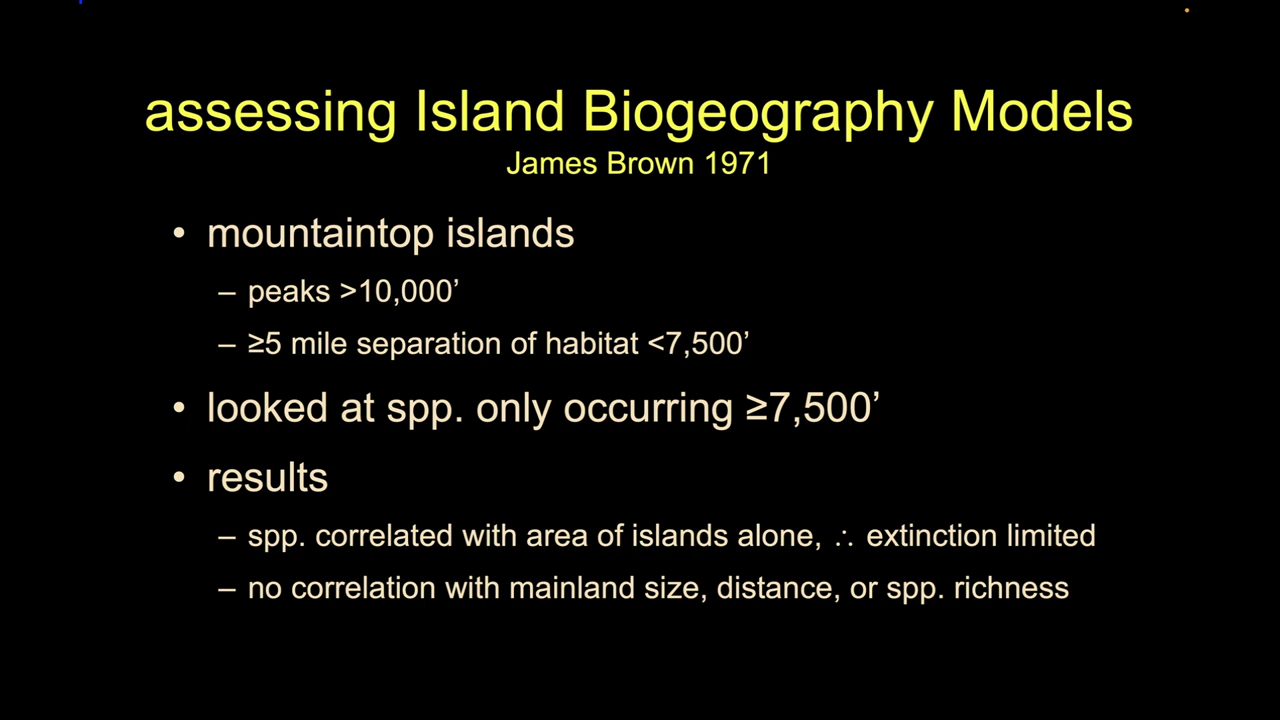 assessing Island Biogeography Models
James Brown 1971
• mountaintop islands
– peaks >10,000’
– ≥5 mile separation of habitat <7,500’
• looked at spp. only occurring ≥7,500’
• results
– spp. correlated with area of islands alone, ∴ extinction limited
– no correlation with mainland size, distance, or spp. richness